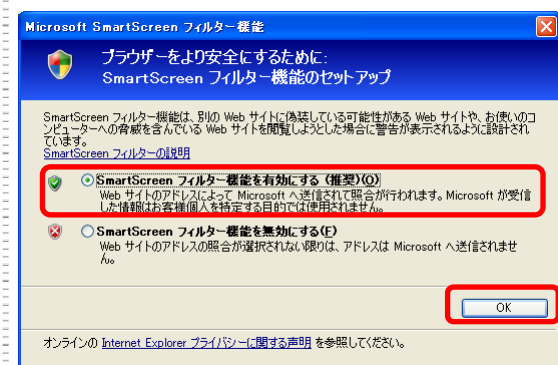 Microsoft SmartScreen フィルター機能
ブラウザーをより安全にするために:
SmartScreen フィルター機能のセットアップ
SmartScreen フィルター機能は、別の Web サイトに偽装している可能性がある Web サイトや、お使いのコ
ンピューターへの脅威を含んでいる Web サイトを閲覧しようとした場合に警告が表示されるように設計され
ています。
SmartScreen フィルターの説明
SmartScreen フィルター機能を有効にする (推奨)(O)
Web サイトのアドレスによって Microsoft へ送信されて照合が行われます。Microsoft が受信
した情報はお客様個人を特定する目的では使用されません。
SmartScreen フィルター機能を無効にする(F)
Web サイトのアドレスの照合が選択されない限りは、アドレスは Microsoft へ送信されませ
ん。
OK
オンラインの Internet Explorer プライバシーに関する声明 を参照してください。